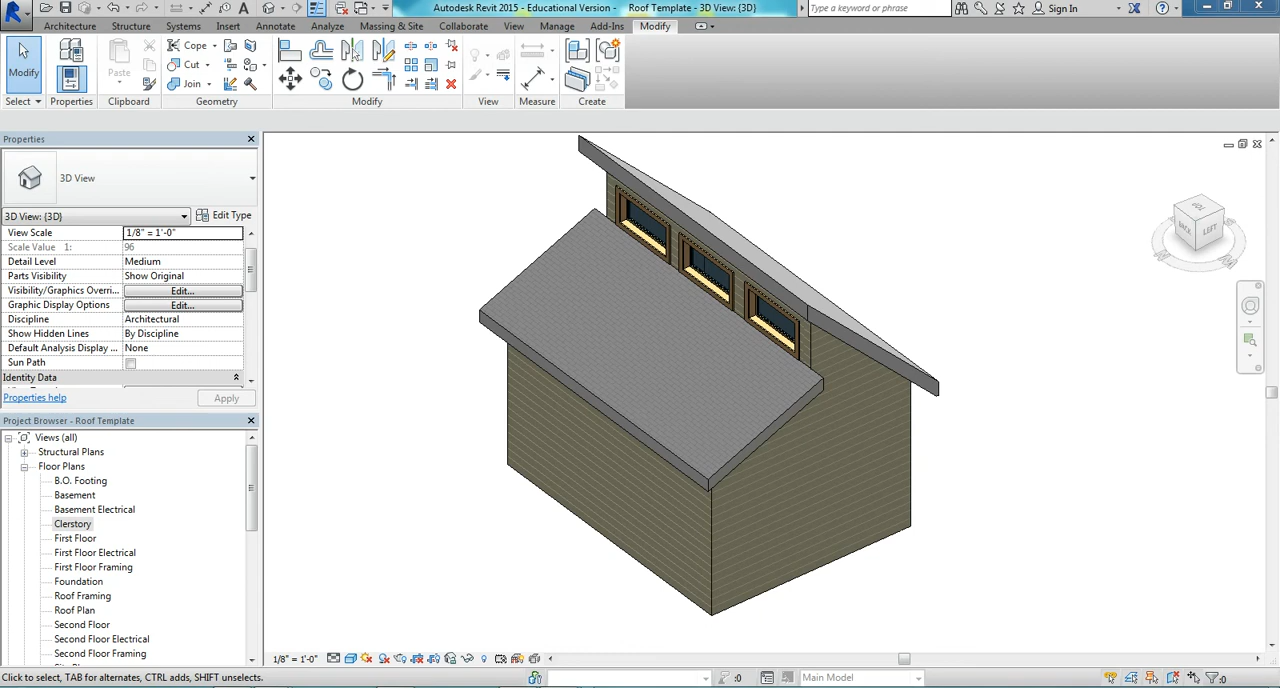 Autodesk Revit 2015 - Educational Version - Roof Template - 3D View: {3D}
Type a keyword or phrase
Sign In
Architecture Structure Systems Insert Annotate Analyze Massing & Site Collaborate View Manage Add-Ins Modify
Modify
Paste
Cope
Cut
Join
Select Properties Clipboard Geometry Modify View Measure Create
Properties
3D View
3D View: {3D} Edit Type
View Scale 1/8" = 1'-0"
Scale Value 1: 96
Detail Level Medium
Parts Visibility Show Original
Visibility/Graphics Overri... Edit...
Graphic Display Options Edit...
Discipline Architectural
Show Hidden Lines By Discipline
Default Analysis Display ... None
Sun Path
Identity Data
Properties help Apply
Project Browser - Roof Template
Views (all)
Structural Plans
Floor Plans
B.O. Footing
Basement
Basement Electrical
Clerstory
First Floor
First Floor Electrical
First Floor Framing
Foundation
Roof Framing
Roof Plan
Second Floor
Second Floor Electrical
Second Floor Framing
TOP
BACK LEFT
1/8" = 1'-0"
Click to select, TAB for alternates, CTRL adds, SHIFT unselects.
:0
Main Model
:0